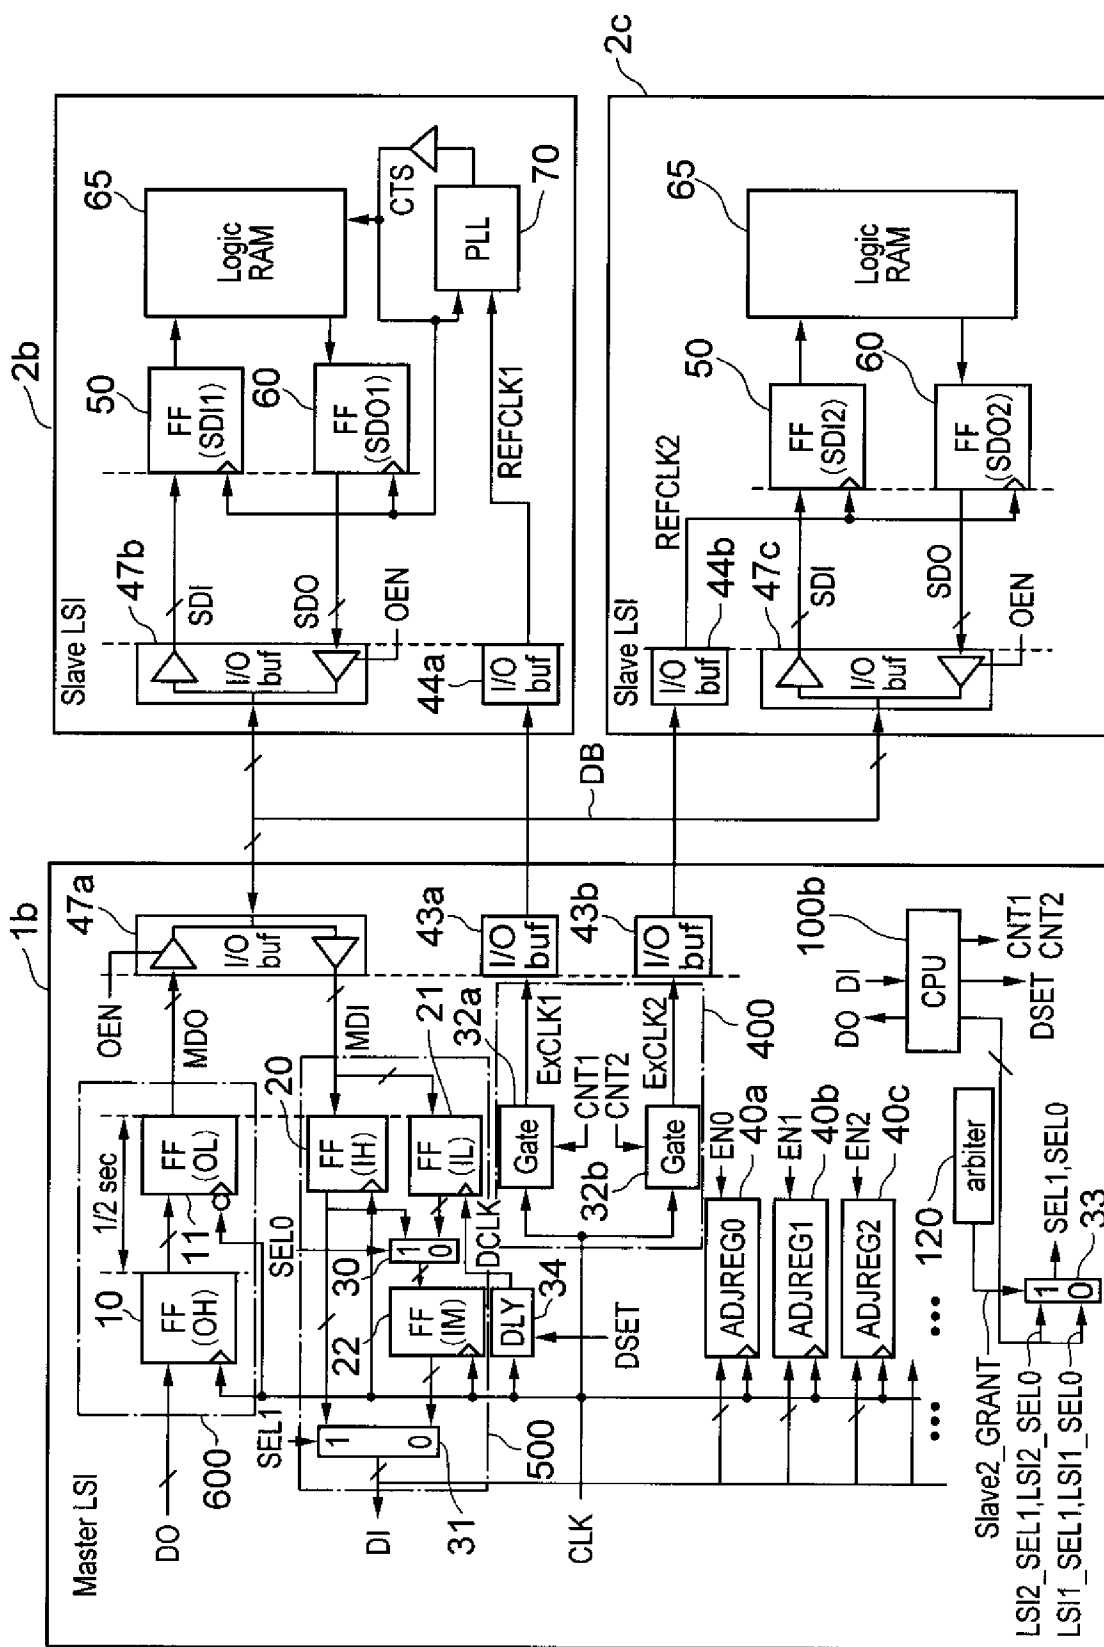 Master LSI
1b
DO
600
10
FF
(OH)
1/2 sec
11
FF
(OL)
MDO
OEN
47a
I/O
buf
MDI
SEL1
SEL0
20
FF
(IH)
FF
(IL)
21
1
0
30
22
FF
(IM)
DCLK
DLY
34
DSET
1
0
31
500
DI
CLK
32a
Gate
ExCLK1
CNT1
CNT2
Gate
32b
ExCLK2
400
43a
I/O
buf
43b
I/O
buf
ADJREG0
EN0
40a
ADJREG1
EN1
40b
ADJREG2
EN2
40c
100b
DO
DI
CPU
CNT1
CNT2
DSET
120
arbiter
Slave2_GRANT
LSI2_SEL1,LSI2_SEL0
LSI1_SEL1,LSI1_SEL0
1
0
33
SEL1,SEL0
DB
2b
Slave LSI
47b
I/O
buf
SDI
SDO
OEN
50
FF
(SDI1)
60
FF
(SDO1)
65
Logic
RAM
CTS
PLL
70
REFCLK1
44a
I/O
buf
2c
Slave LSI
I/O
buf
44b
REFCLK2
47c
I/O
buf
SDI
SDO
OEN
50
FF
(SDI2)
60
FF
(SDO2)
65
Logic
RAM